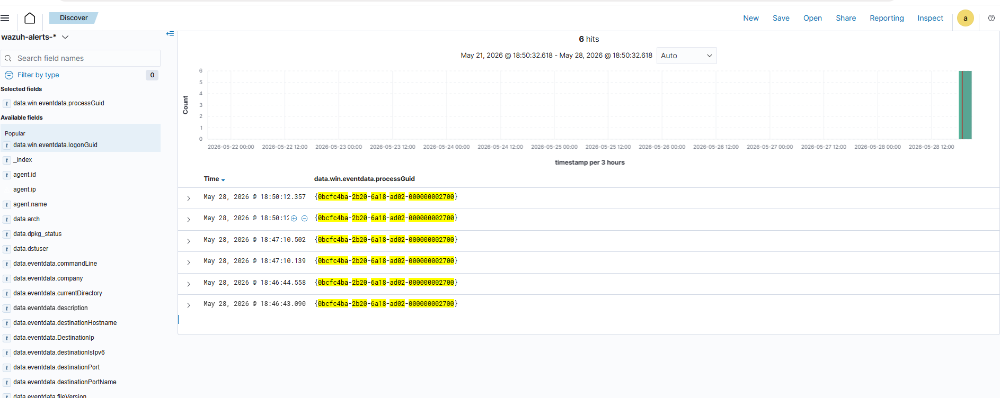 Discover
New Save Open Share Reporting Inspect a
wazuh-alerts-*
Search field names
Filter by type 0
Selected fields
t data.win.eventdata.processGuid
Available fields
Popular
t data.win.eventdata.logonGuid
t _index
t agent.id
agent.ip
t agent.name
t data.arch
t data.dpkg_status
t data.dstuser
t data.eventdata.commandLine
t data.eventdata.company
t data.eventdata.currentDirectory
t data.eventdata.description
t data.eventdata.destinationHostname
t data.eventdata.DestinationIp
t data.eventdata.destinationIsIpv6
t data.eventdata.destinationPort
t data.eventdata.destinationPortName
t data.eventdata.fileVersion
6 hits
May 21, 2026 @ 18:50:32.618 - May 28, 2026 @ 18:50:32.618 Auto
Count
6
5
4
3
2
1
0
2026-05-22 00:00 2026-05-22 12:00 2026-05-23 00:00 2026-05-23 12:00 2026-05-24 00:00 2026-05-24 12:00 2026-05-25 00:00 2026-05-25 12:00 2026-05-26 00:00 2026-05-26 12:00 2026-05-27 00:00 2026-05-27 12:00 2026-05-28 00:00 2026-05-28 12:00
timestamp per 3 hours
Time data.win.eventdata.processGuid
May 28, 2026 @ 18:50:12.357 {0bcfc4ba-2b20-6a18-ad02-000000002700}
May 28, 2026 @ 18:50:12 {0bcfc4ba-2b20-6a18-ad02-000000002700}
May 28, 2026 @ 18:47:10.502 {0bcfc4ba-2b20-6a18-ad02-000000002700}
May 28, 2026 @ 18:47:10.139 {0bcfc4ba-2b20-6a18-ad02-000000002700}
May 28, 2026 @ 18:46:44.558 {0bcfc4ba-2b20-6a18-ad02-000000002700}
May 28, 2026 @ 18:46:43.090 {0bcfc4ba-2b20-6a18-ad02-000000002700}